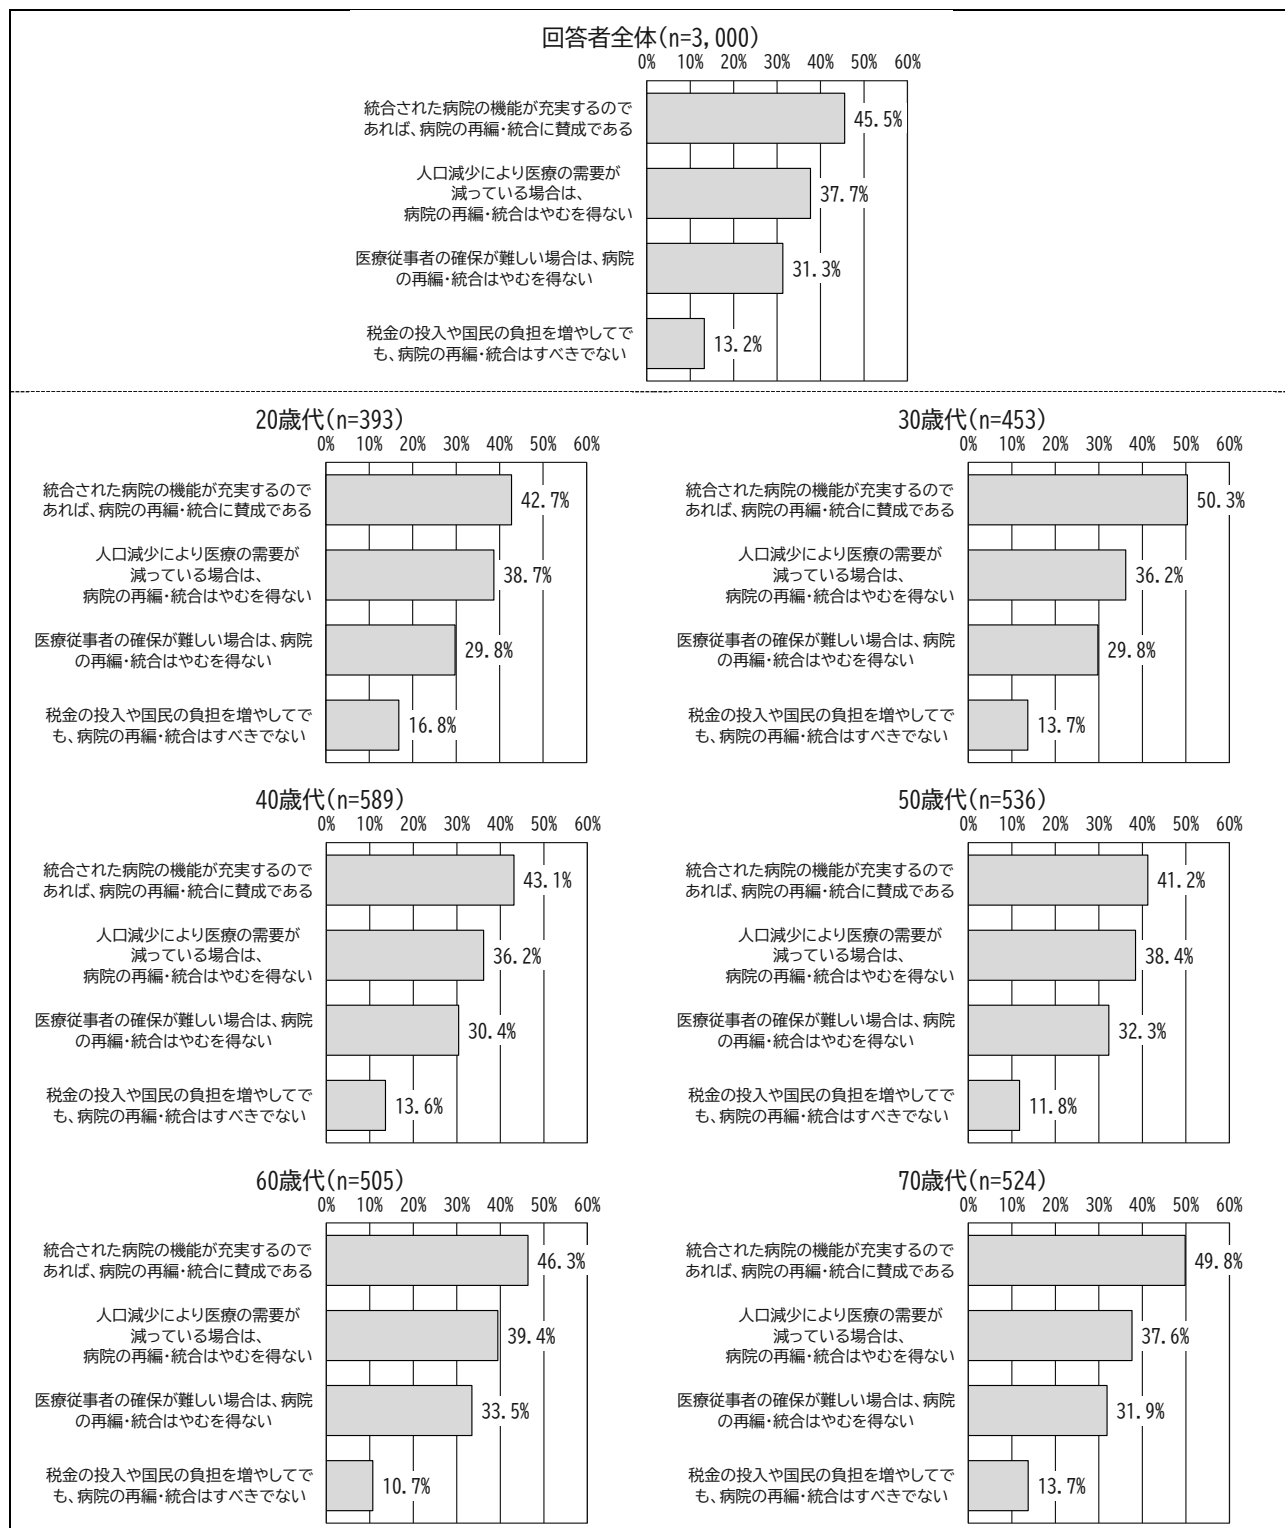 回答者全体(n=3,000)
0% 10% 20% 30% 40% 50% 60%
統合された病院の機能が充実するので
あれば、病院の再編・統合に賛成である
45.5%
人口減少により医療の需要が
減っている場合は、
病院の再編・統合はやむを得ない
37.7%
医療従事者の確保が難しい場合は、病院
の再編・統合はやむを得ない
31.3%
税金の投入や国民の負担を増やしてで
も、病院の再編・統合はすべきでない
13.2%
20歳代(n=393)
0% 10% 20% 30% 40% 50% 60%
統合された病院の機能が充実するので
あれば、病院の再編・統合に賛成である
42.7%
人口減少により医療の需要が
減っている場合は、
病院の再編・統合はやむを得ない
38.7%
医療従事者の確保が難しい場合は、病院
の再編・統合はやむを得ない
29.8%
税金の投入や国民の負担を増やしてで
も、病院の再編・統合はすべきでない
16.8%
30歳代(n=453)
0% 10% 20% 30% 40% 50% 60%
統合された病院の機能が充実するので
あれば、病院の再編・統合に賛成である
50.3%
人口減少により医療の需要が
減っている場合は、
病院の再編・統合はやむを得ない
36.2%
医療従事者の確保が難しい場合は、病院
の再編・統合はやむを得ない
29.8%
税金の投入や国民の負担を増やしてで
も、病院の再編・統合はすべきでない
13.7%
40歳代(n=589)
0% 10% 20% 30% 40% 50% 60%
統合された病院の機能が充実するので
あれば、病院の再編・統合に賛成である
43.1%
人口減少により医療の需要が
減っている場合は、
病院の再編・統合はやむを得ない
36.2%
医療従事者の確保が難しい場合は、病院
の再編・統合はやむを得ない
30.4%
税金の投入や国民の負担を増やしてで
も、病院の再編・統合はすべきでない
13.6%
50歳代(n=536)
0% 10% 20% 30% 40% 50% 60%
統合された病院の機能が充実するので
あれば、病院の再編・統合に賛成である
41.2%
人口減少により医療の需要が
減っている場合は、
病院の再編・統合はやむを得ない
38.4%
医療従事者の確保が難しい場合は、病院
の再編・統合はやむを得ない
32.3%
税金の投入や国民の負担を増やしてで
も、病院の再編・統合はすべきでない
11.8%
60歳代(n=505)
0% 10% 20% 30% 40% 50% 60%
統合された病院の機能が充実するので
あれば、病院の再編・統合に賛成である
46.3%
人口減少により医療の需要が
減っている場合は、
病院の再編・統合はやむを得ない
39.4%
医療従事者の確保が難しい場合は、病院
の再編・統合はやむを得ない
33.5%
税金の投入や国民の負担を増やしてで
も、病院の再編・統合はすべきでない
10.7%
70歳代(n=524)
0% 10% 20% 30% 40% 50% 60%
統合された病院の機能が充実するので
あれば、病院の再編・統合に賛成である
49.8%
人口減少により医療の需要が
減っている場合は、
病院の再編・統合はやむを得ない
37.6%
医療従事者の確保が難しい場合は、病院
の再編・統合はやむを得ない
31.9%
税金の投入や国民の負担を増やしてで
も、病院の再編・統合はすべきでない
13.7%